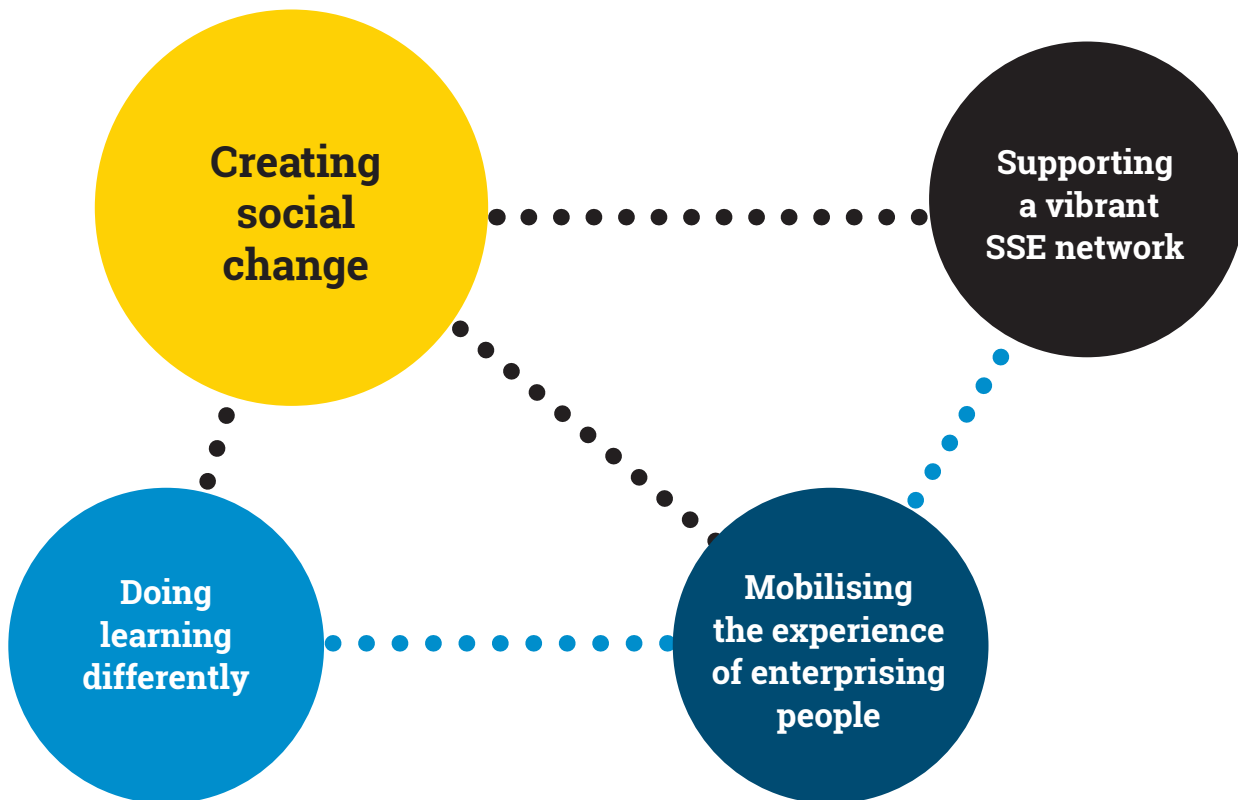 Creating
social
change
Supporting
a vibrant
SSE network
Doing
learning
differently
Mobilising
the experience
of enterprising
people